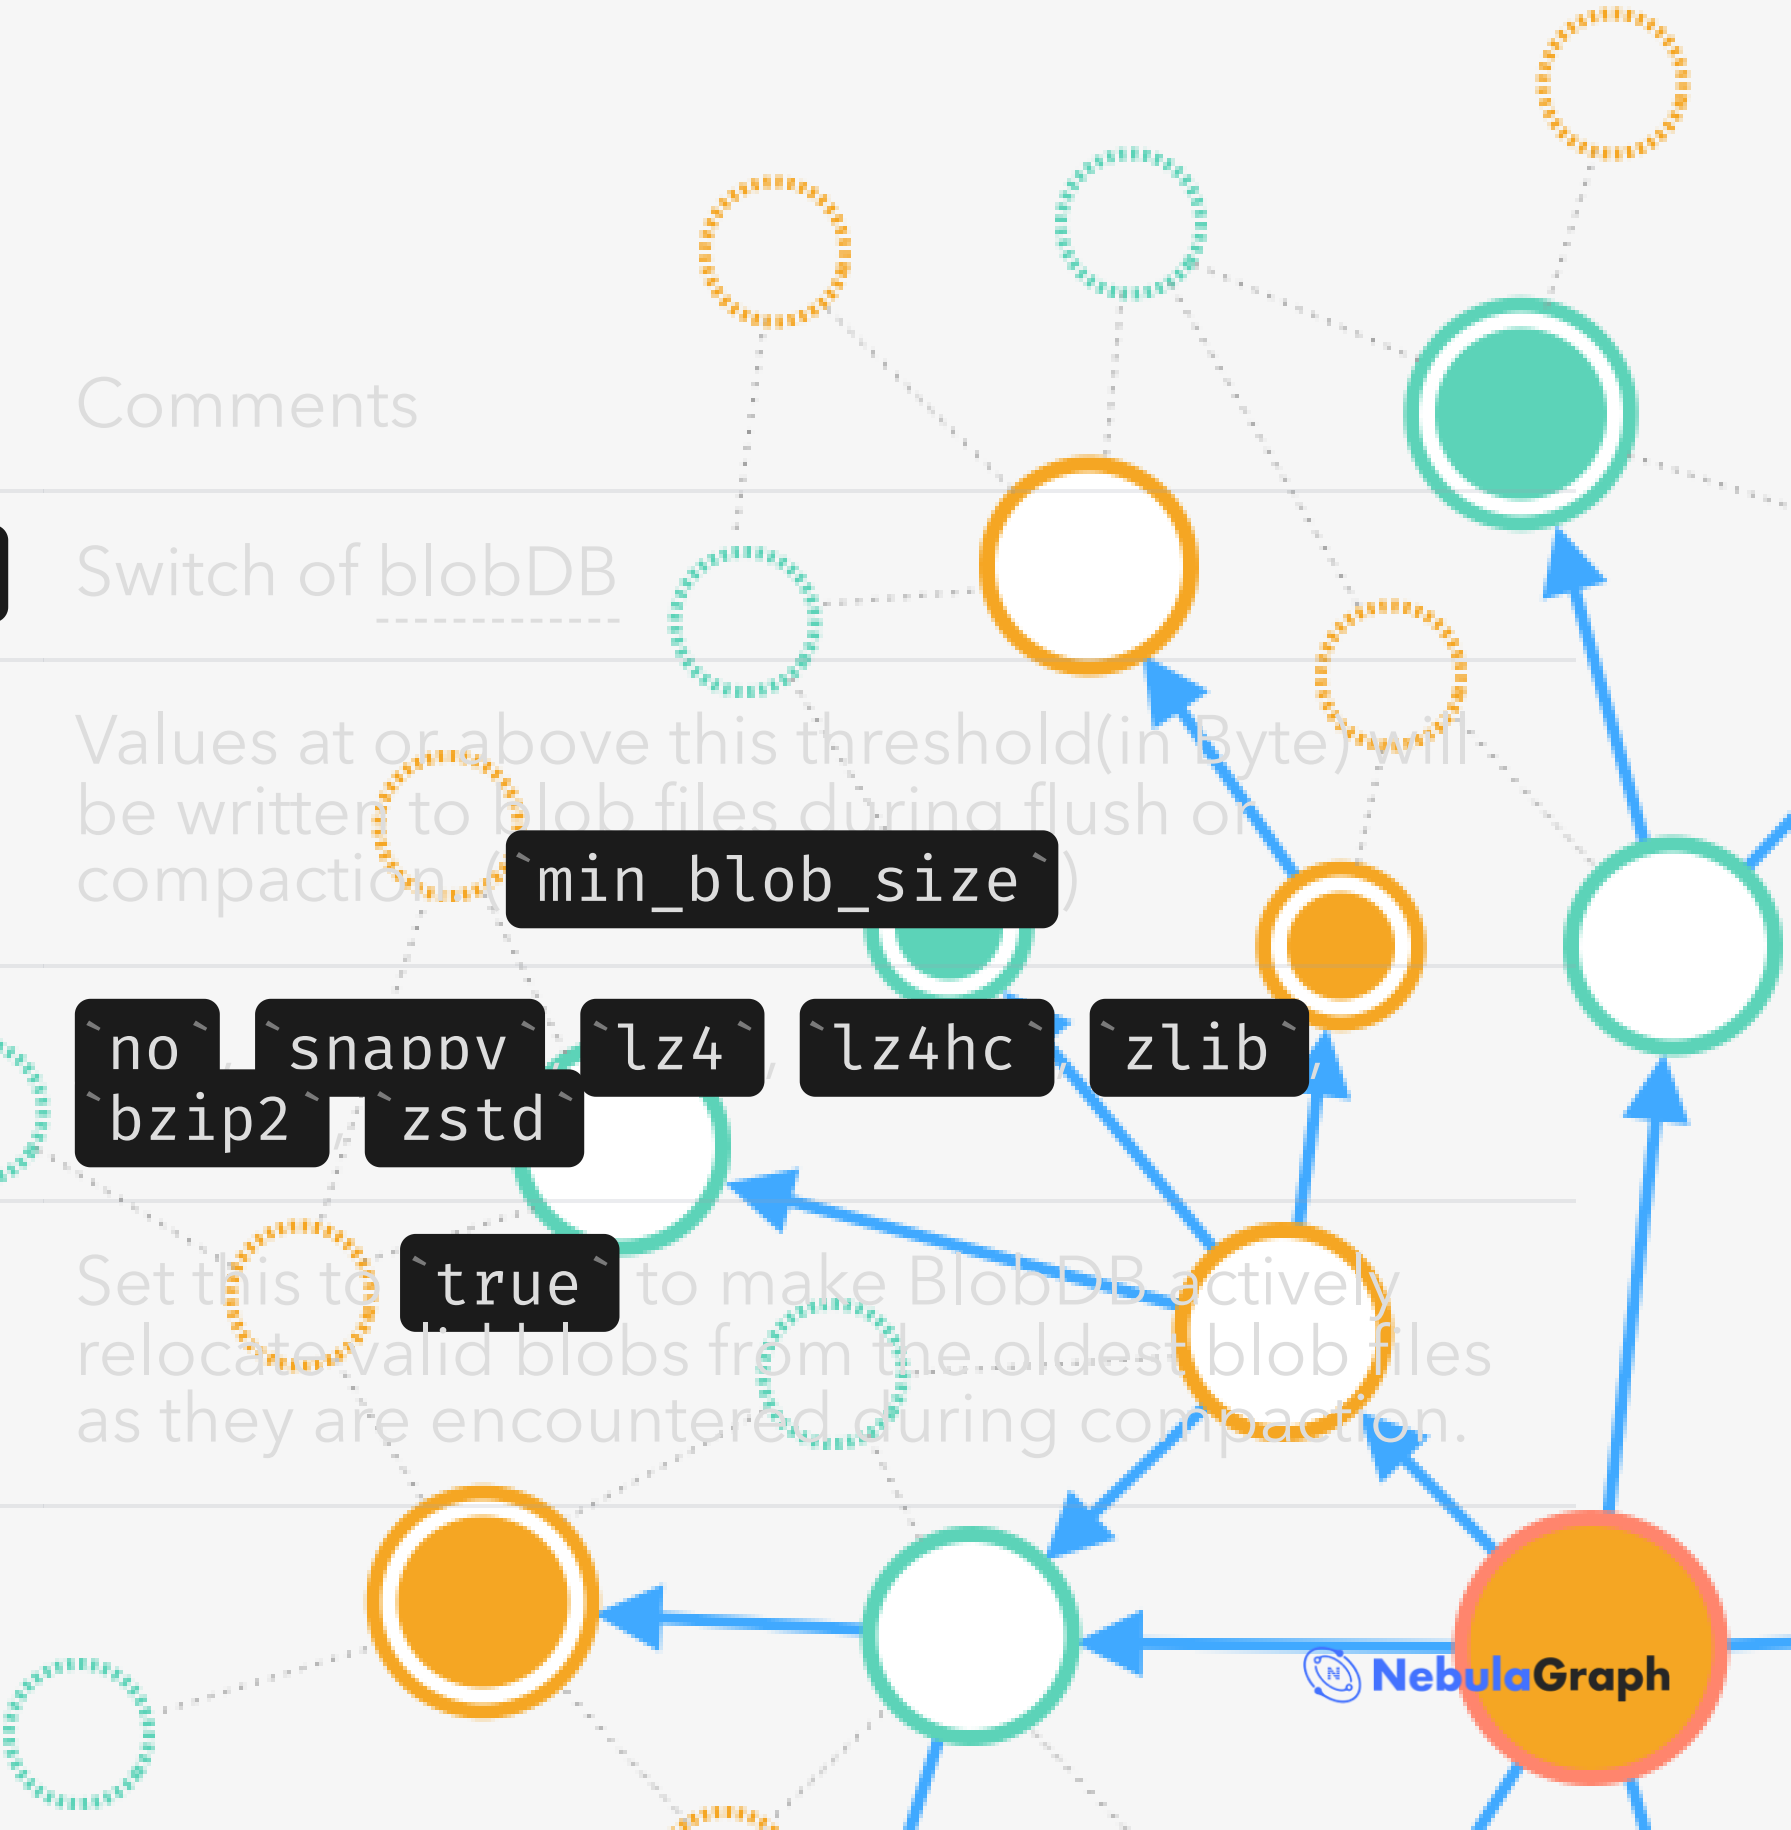 Comments
Switch of blobDB
Values at or above this threshold(in Byte) will
be written to blob files during flush or
compaction. (`min_blob_size`)
`no`, `snappy`, `lz4`, `lz4hc`, `zlib`,
`bzip2`, `zstd`
Set this to `true` to make BlobDB actively
relocate valid blobs from the oldest blob files
as they are encountered during compaction.
NebulaGraph